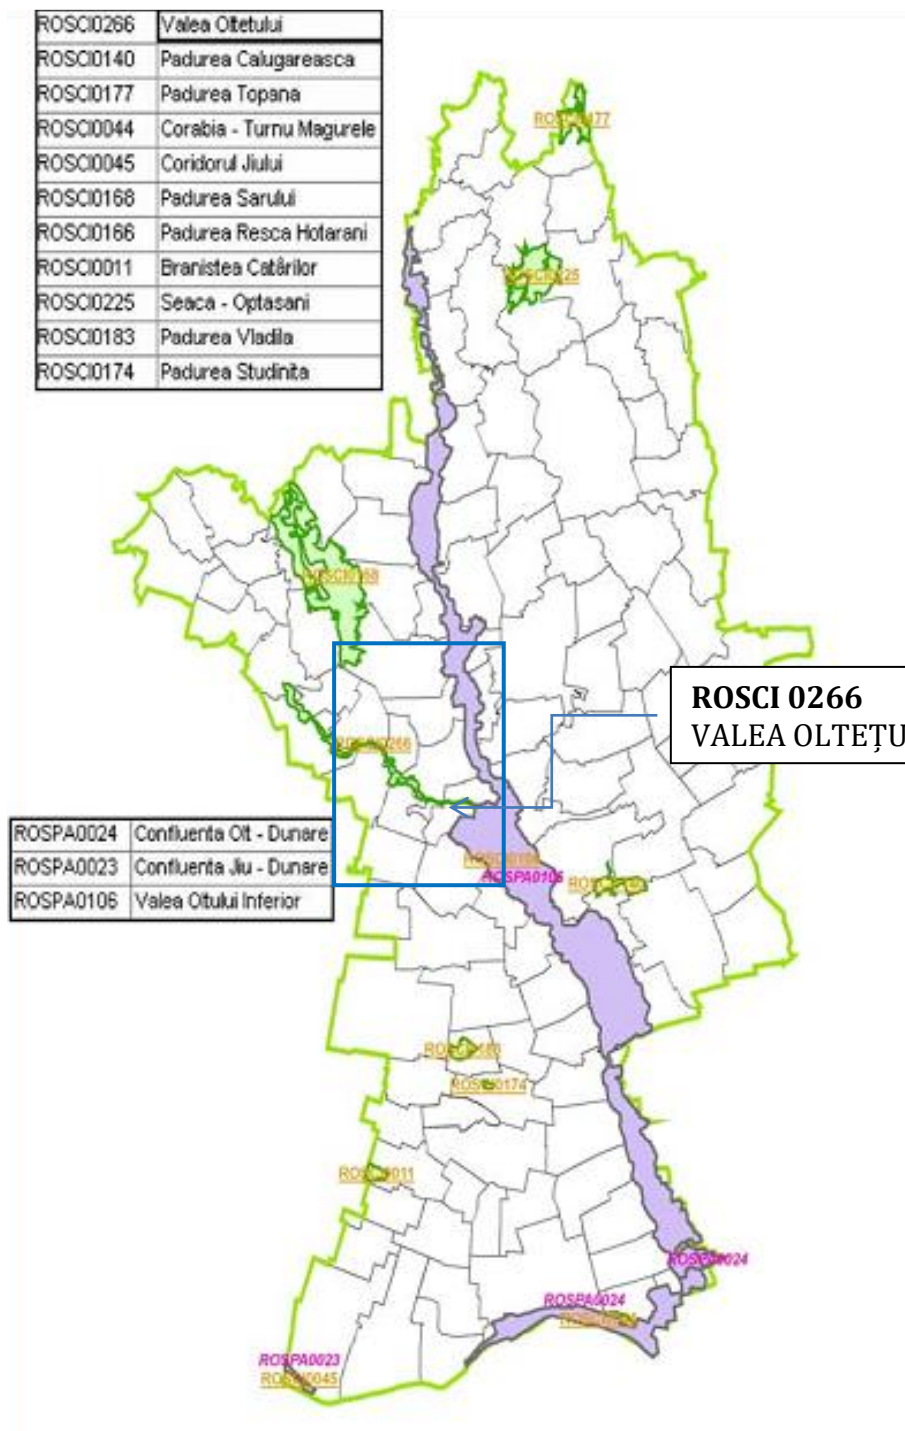 ROSCI0266 Valea Oltetului
ROSCI0140 Padurea Calugareasca
ROSCI0177 Padurea Topana
ROSCI0044 Corabia - Turnu Magurele
ROSCI0045 Coridorul Jiului
ROSCI0168 Padurea Sarului
ROSCI0166 Padurea Resca Hotarani
ROSCI0011 Branistea Catârilor
ROSCI0225 Seaca - Optasani
ROSCI0183 Padurea Vladila
ROSCI0174 Padurea Studinita
ROSCI0177
ROSCI0225
ROSCI0168
ROSCI 0266
VALEA OLTEȚU
ROSCI0266
ROSPA0024 Confluenta Olt - Dunare
ROSPA0023 Confluenta Jiu - Dunare
ROSPA0106 Valea Oltului Inferior
ROSPA0106
ROSCI0183
ROSCI0174
ROSCI0011
ROSPA0024
ROSPA0024
ROSPA0023
ROSCI0045